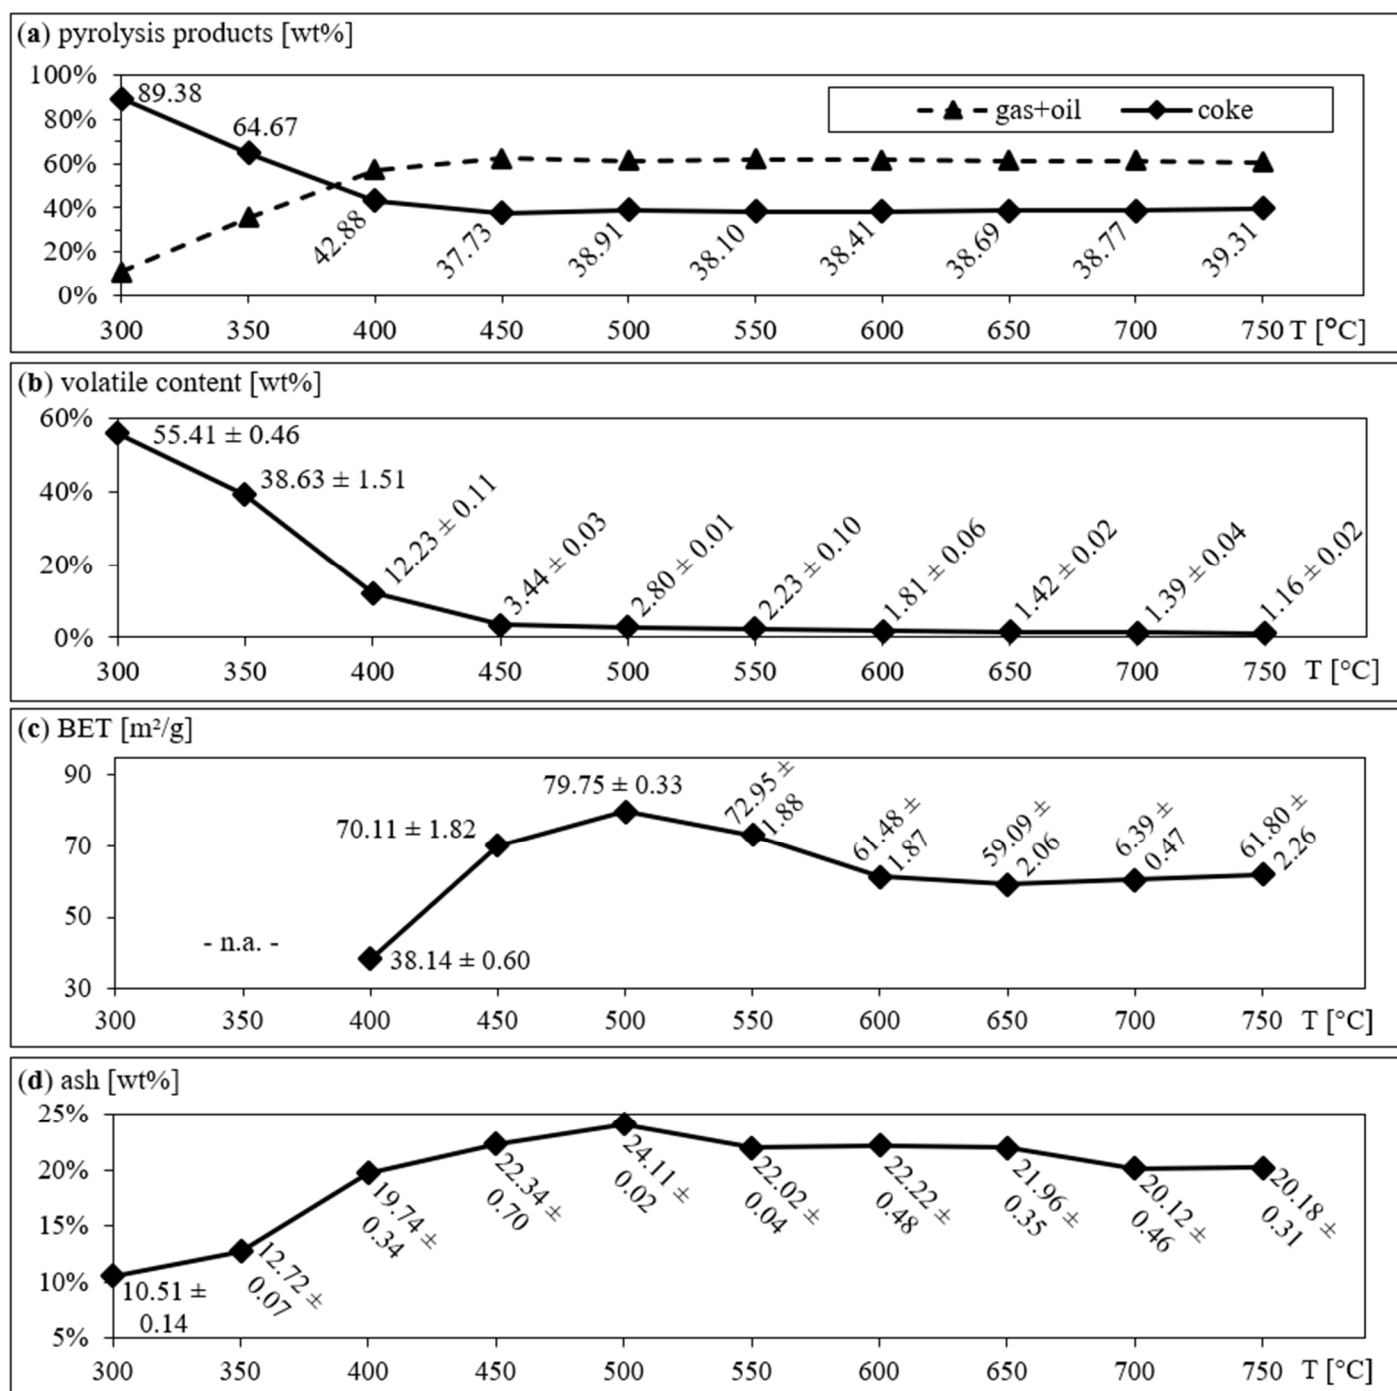 (a) pyrolysis products [wt%]
100%
80%
60%
40%
20%
0%
gas+oil
coke
89.38
64.67
42.88
37.73
38.91
38.10
38.41
38.69
38.77
39.31
300 350 400 450 500 550 600 650 700 750 T [°C]
(b) volatile content [wt%]
60%
40%
20%
0%
55.41 ± 0.46
38.63 ± 1.51
12.23 ± 0.11
3.44 ± 0.03
2.80 ± 0.01
2.23 ± 0.10
1.81 ± 0.06
1.42 ± 0.02
1.39 ± 0.04
1.16 ± 0.02
300 350 400 450 500 550 600 650 700 750 T [°C]
(c) BET [m²/g]
90
70
50
30
- n.a. -
38.14 ± 0.60
70.11 ± 1.82
79.75 ± 0.33
72.95 ±
1.88
61.48 ±
1.87
59.09 ±
2.06
6.39 ±
0.47
61.80 ±
2.26
300 350 400 450 500 550 600 650 700 750 T [°C]
(d) ash [wt%]
25%
20%
15%
10%
5%
10.51 ±
0.14
12.72 ±
0.07
19.74 ±
0.34
22.34 ±
0.70
24.11 ±
0.02
22.02 ±
0.04
22.22 ±
0.48
21.96 ±
0.35
20.12 ±
0.46
20.18 ±
0.31
300 350 400 450 500 550 600 650 700 750 T [°C]